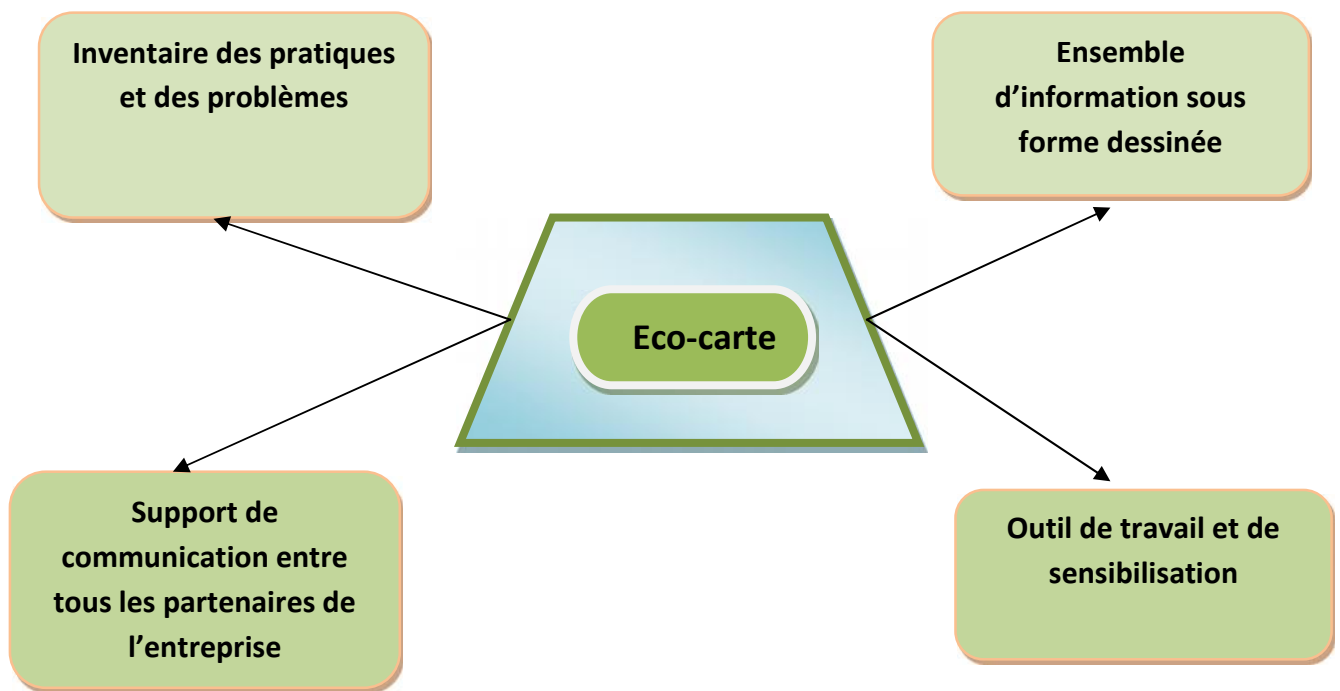 Inventaire des pratiques
et des problèmes
Ensemble
d’information sous
forme dessinée
Eco-carte
Support de
communication entre
tous les partenaires de
l’entreprise
Outil de travail et de
sensibilisation